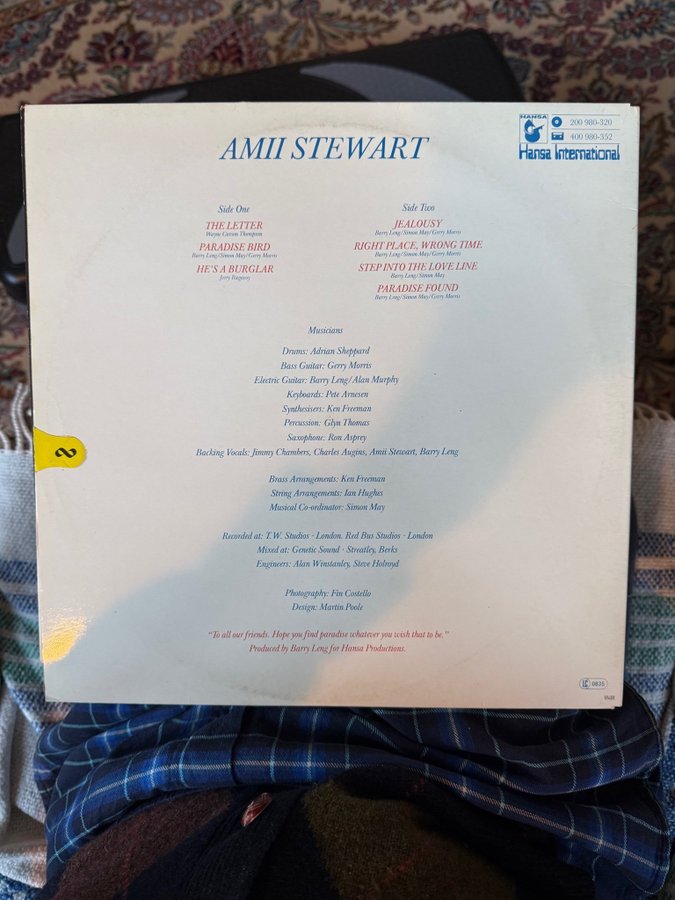 AMII STEWART
HANSA
200 980-320
400 980-352
Hansa International
Side One
THE LETTER
Wayne Carson Thompson
PARADISE BIRD
Barry Leng/Simon May/Gerry Morris
HE'S A BURGLAR
Jerry Ragovoy
Side Two
JEALOUSY
Barry Leng/Simon May/Gerry Morris
RIGHT PLACE, WRONG TIME
Barry Leng/Simon May/Gerry Morris
STEP INTO THE LOVE LINE
Barry Leng/Simon May
PARADISE FOUND
Barry Leng/Simon May/Gerry Morris
Musicians
Drums: Adrian Sheppard
Bass Guitar: Gerry Morris
Electric Guitar: Barry Leng/Alan Murphy
Keyboards: Pete Arnesen
Synthesisers: Ken Freeman
Percussion: Glyn Thomas
Saxophone: Ron Asprey
Backing Vocals: Jimmy Chambers, Charles Augins, Amii Stewart, Barry Leng
Brass Arrangements: Ken Freeman
String Arrangements: Ian Hughes
Musical Co-ordinator: Simon May
Recorded at: T.W. Studios · London. Red Bus Studios · London
Mixed at: Genetic Sound · Streatley, Berks
Engineers: Alan Winstanley, Steve Holroyd
Photography: Fin Costello
Design: Martin Poole
"To all our friends. Hope you find paradise whatever you wish that to be."
Produced by Barry Leng for Hansa Productions.
LC 0835
8